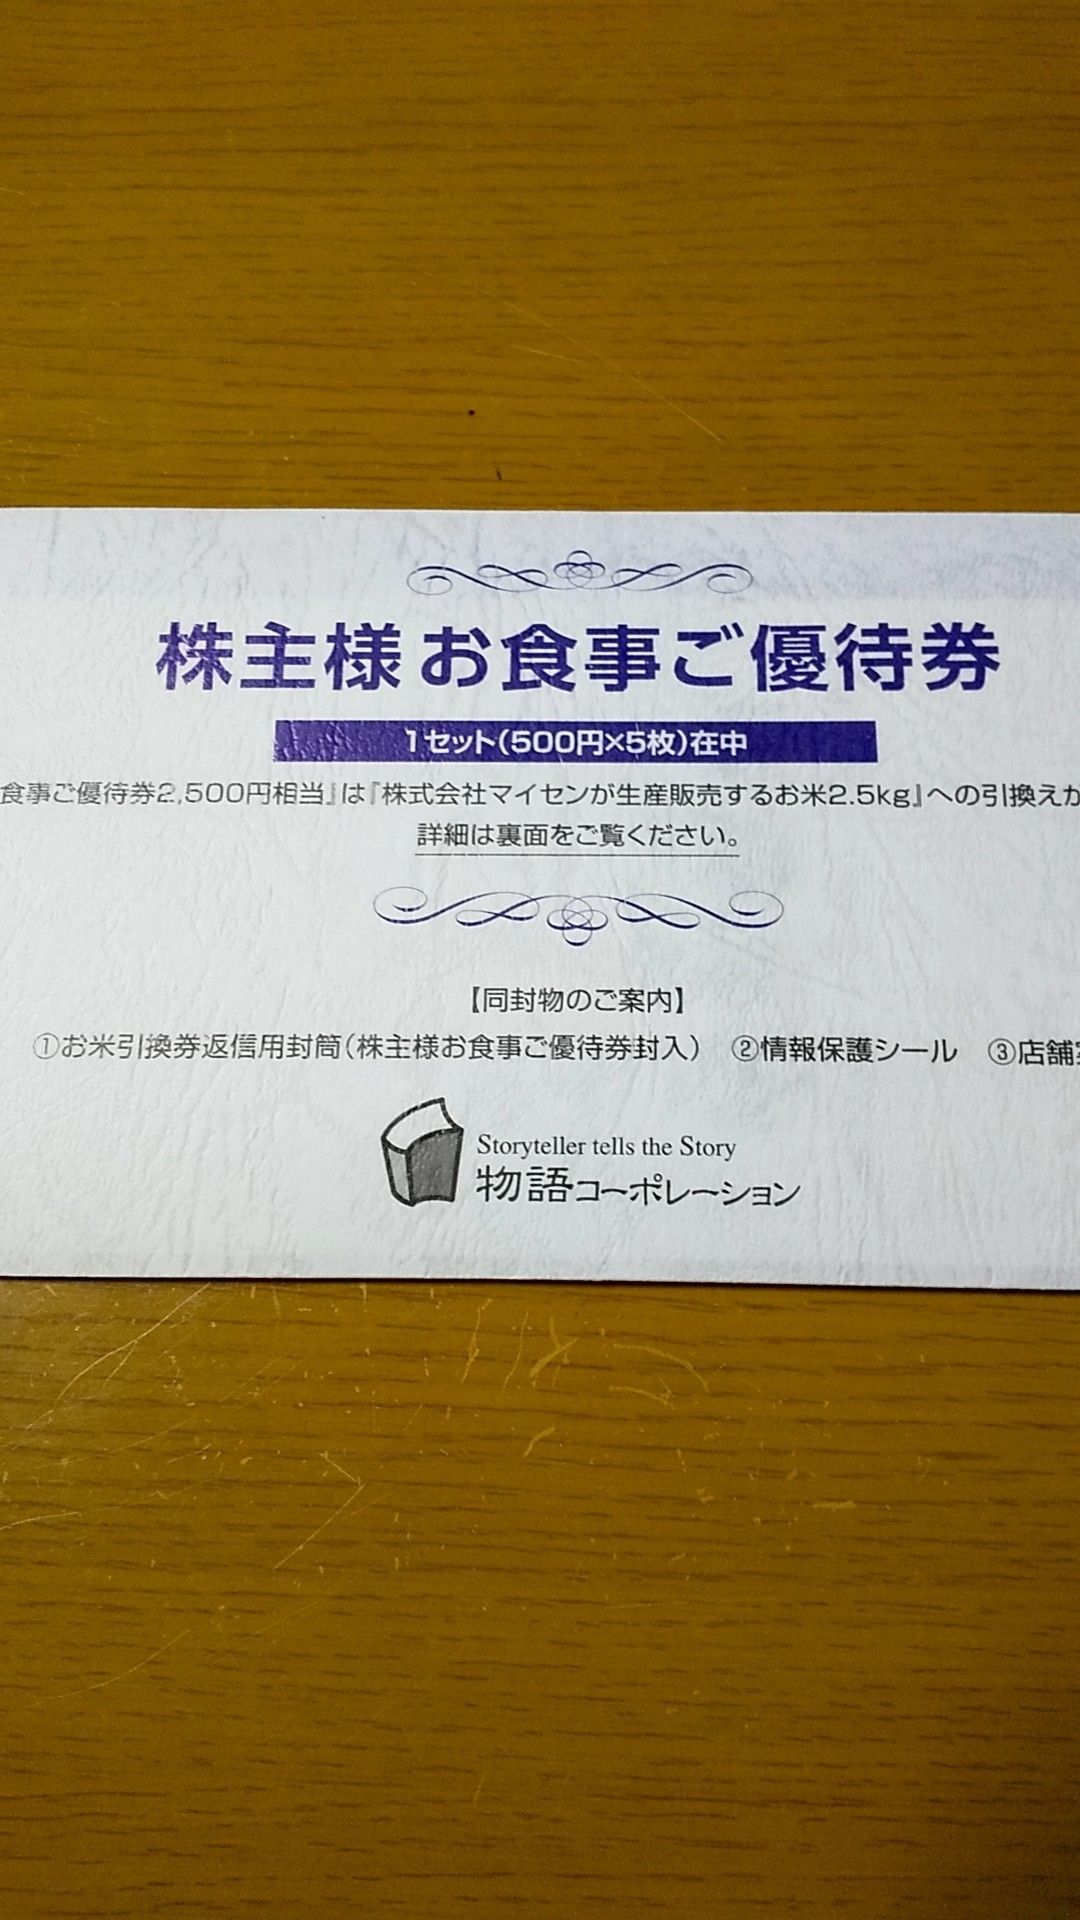 株主様お食事ご優待券
1セット(500円×5枚)在中
食事ご優待券2,500円相当』は『株式会社マイセンが生産販売するお米2.5kg』への引換えが
詳細は裏面をご覧ください。
【同封物のご案内】
①お米引換券返信用封筒(株主様お食事ご優待券封入) ②情報保護シール ③店舗
Storyteller tells the Story
物語コーポレーション